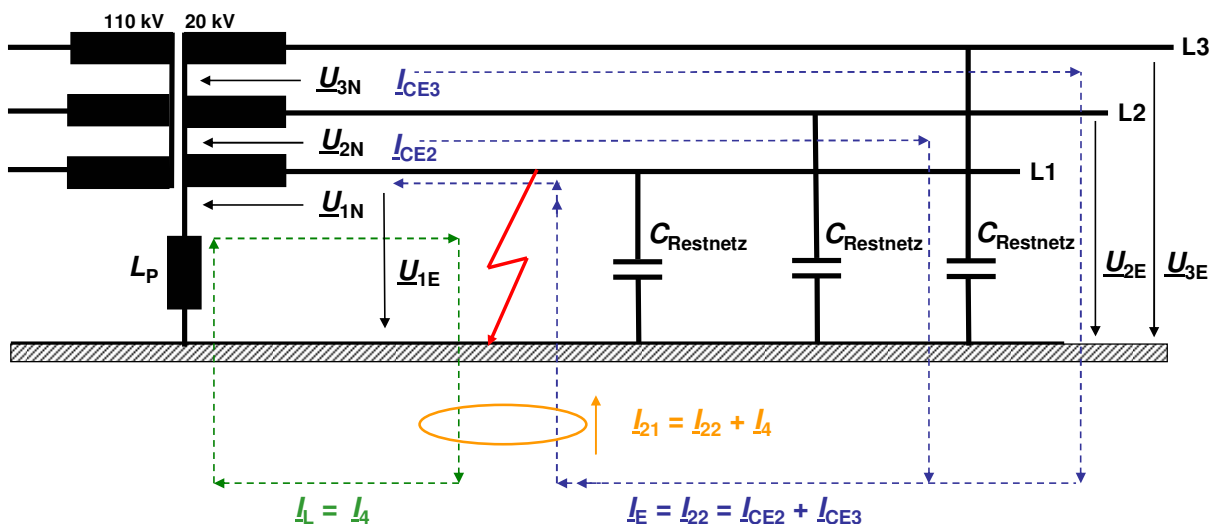 110 kV 20 kV
L3
U3N
ICE3
L2
U2N
ICE2
L1
U1N
CRestnetz
CRestnetz
CRestnetz
LP
U1E
U2E
U3E
I21 = I22 + I4
IL = I4
IE = I22 = ICE2 + ICE3